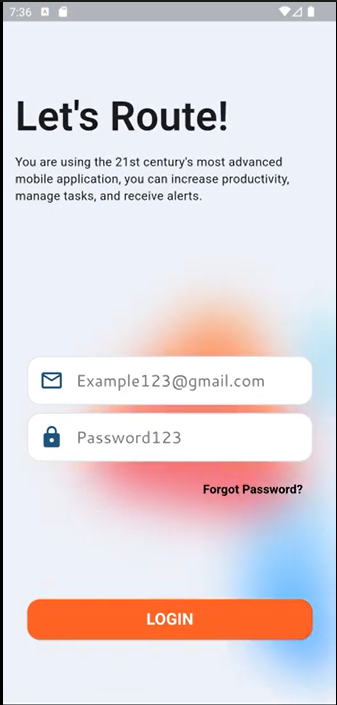 7:36
Let's Route!
You are using the 21st century's most advanced
mobile application, you can increase productivity,
manage tasks, and receive alerts.
Example123@gmail.com
Password123
Forgot Password?
LOGIN